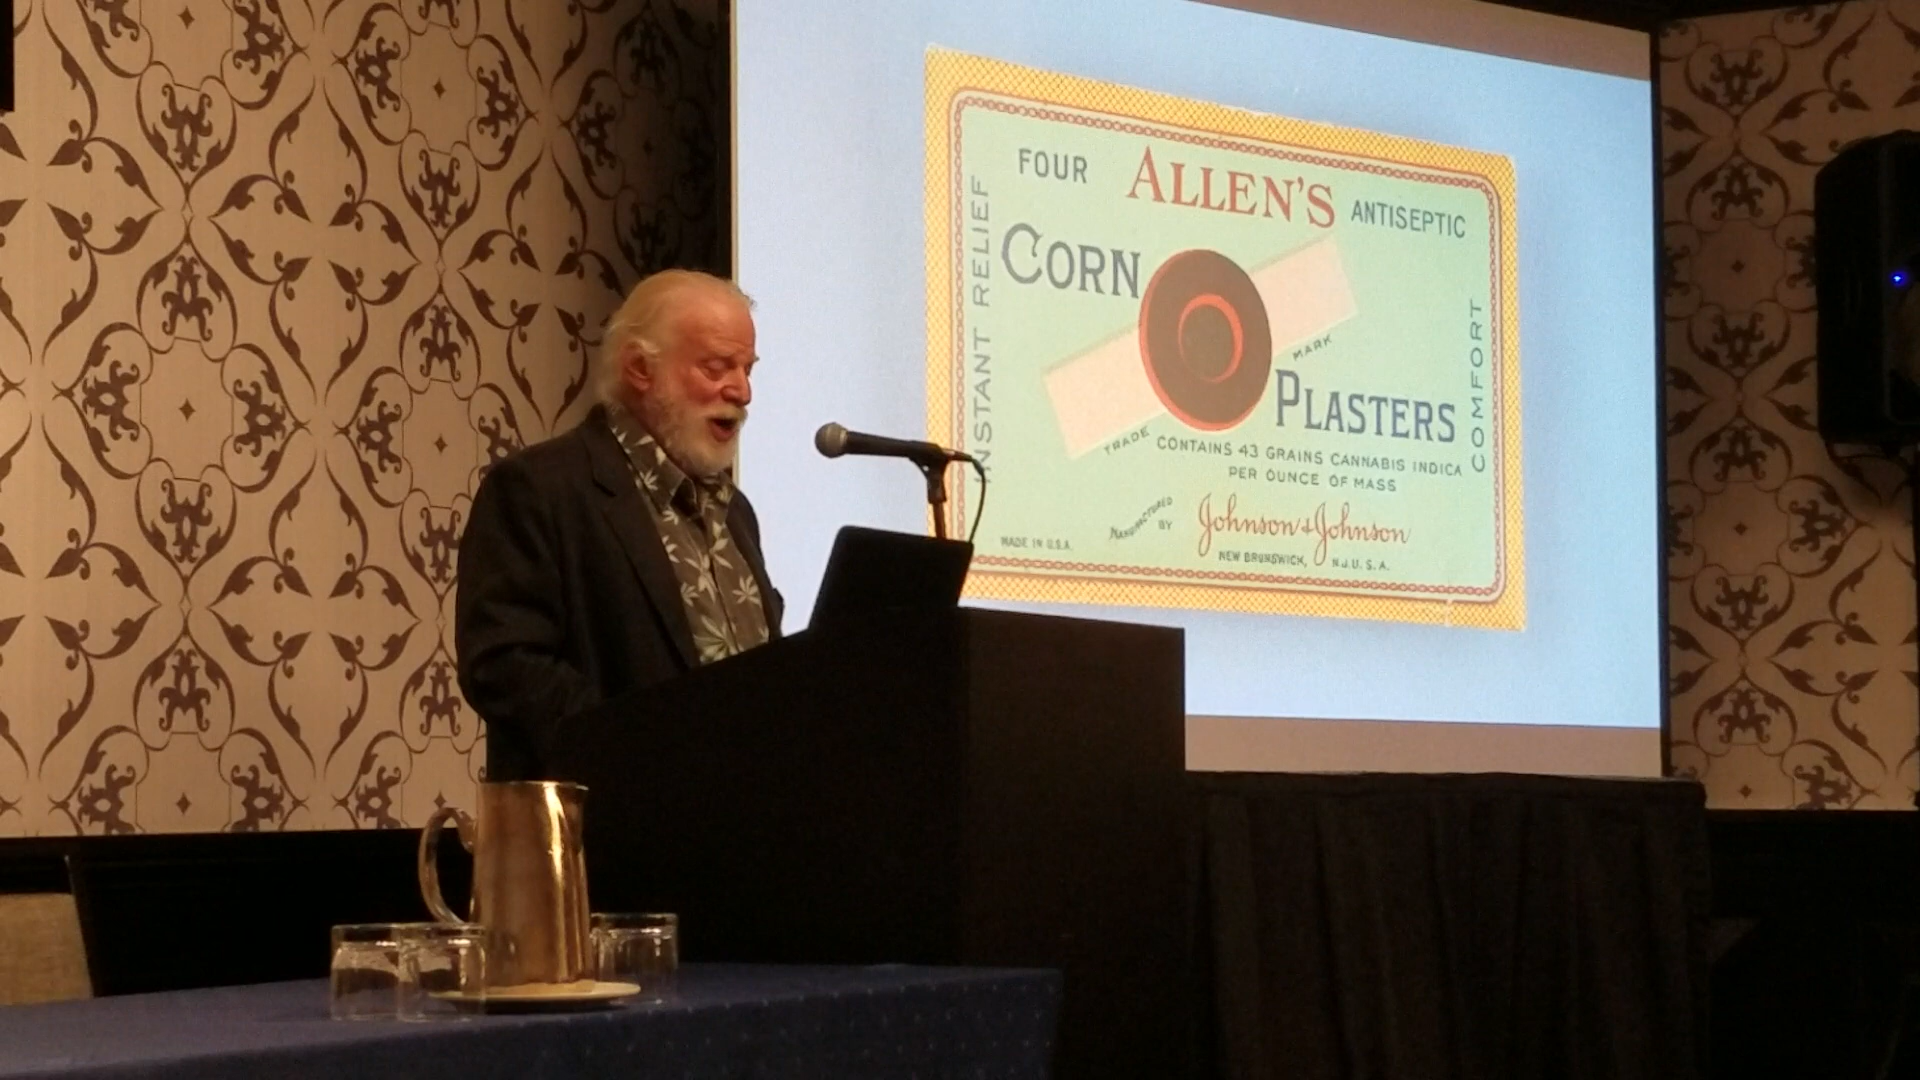 FOUR ALLEN'S ANTISEPTIC
CORN
PLASTERS
INSTANT RELIEF
COMFORT
TRADE MARK
CONTAINS 43 GRAINS CANNABIS INDICA
PER OUNCE OF MASS
MANUFACTURED BY Johnson & Johnson
MADE IN U.S.A.
NEW BRUNSWICK, N.J. U.S.A.